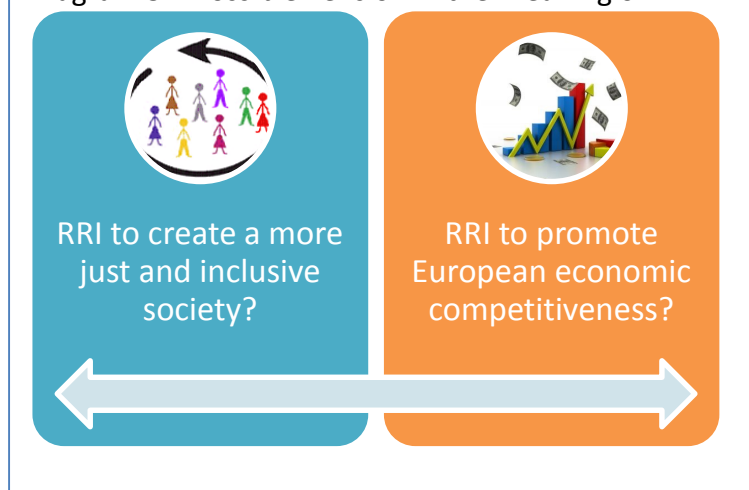 RRI to create a more
just and inclusive
society?
RRI to promote
European economic
competitiveness?